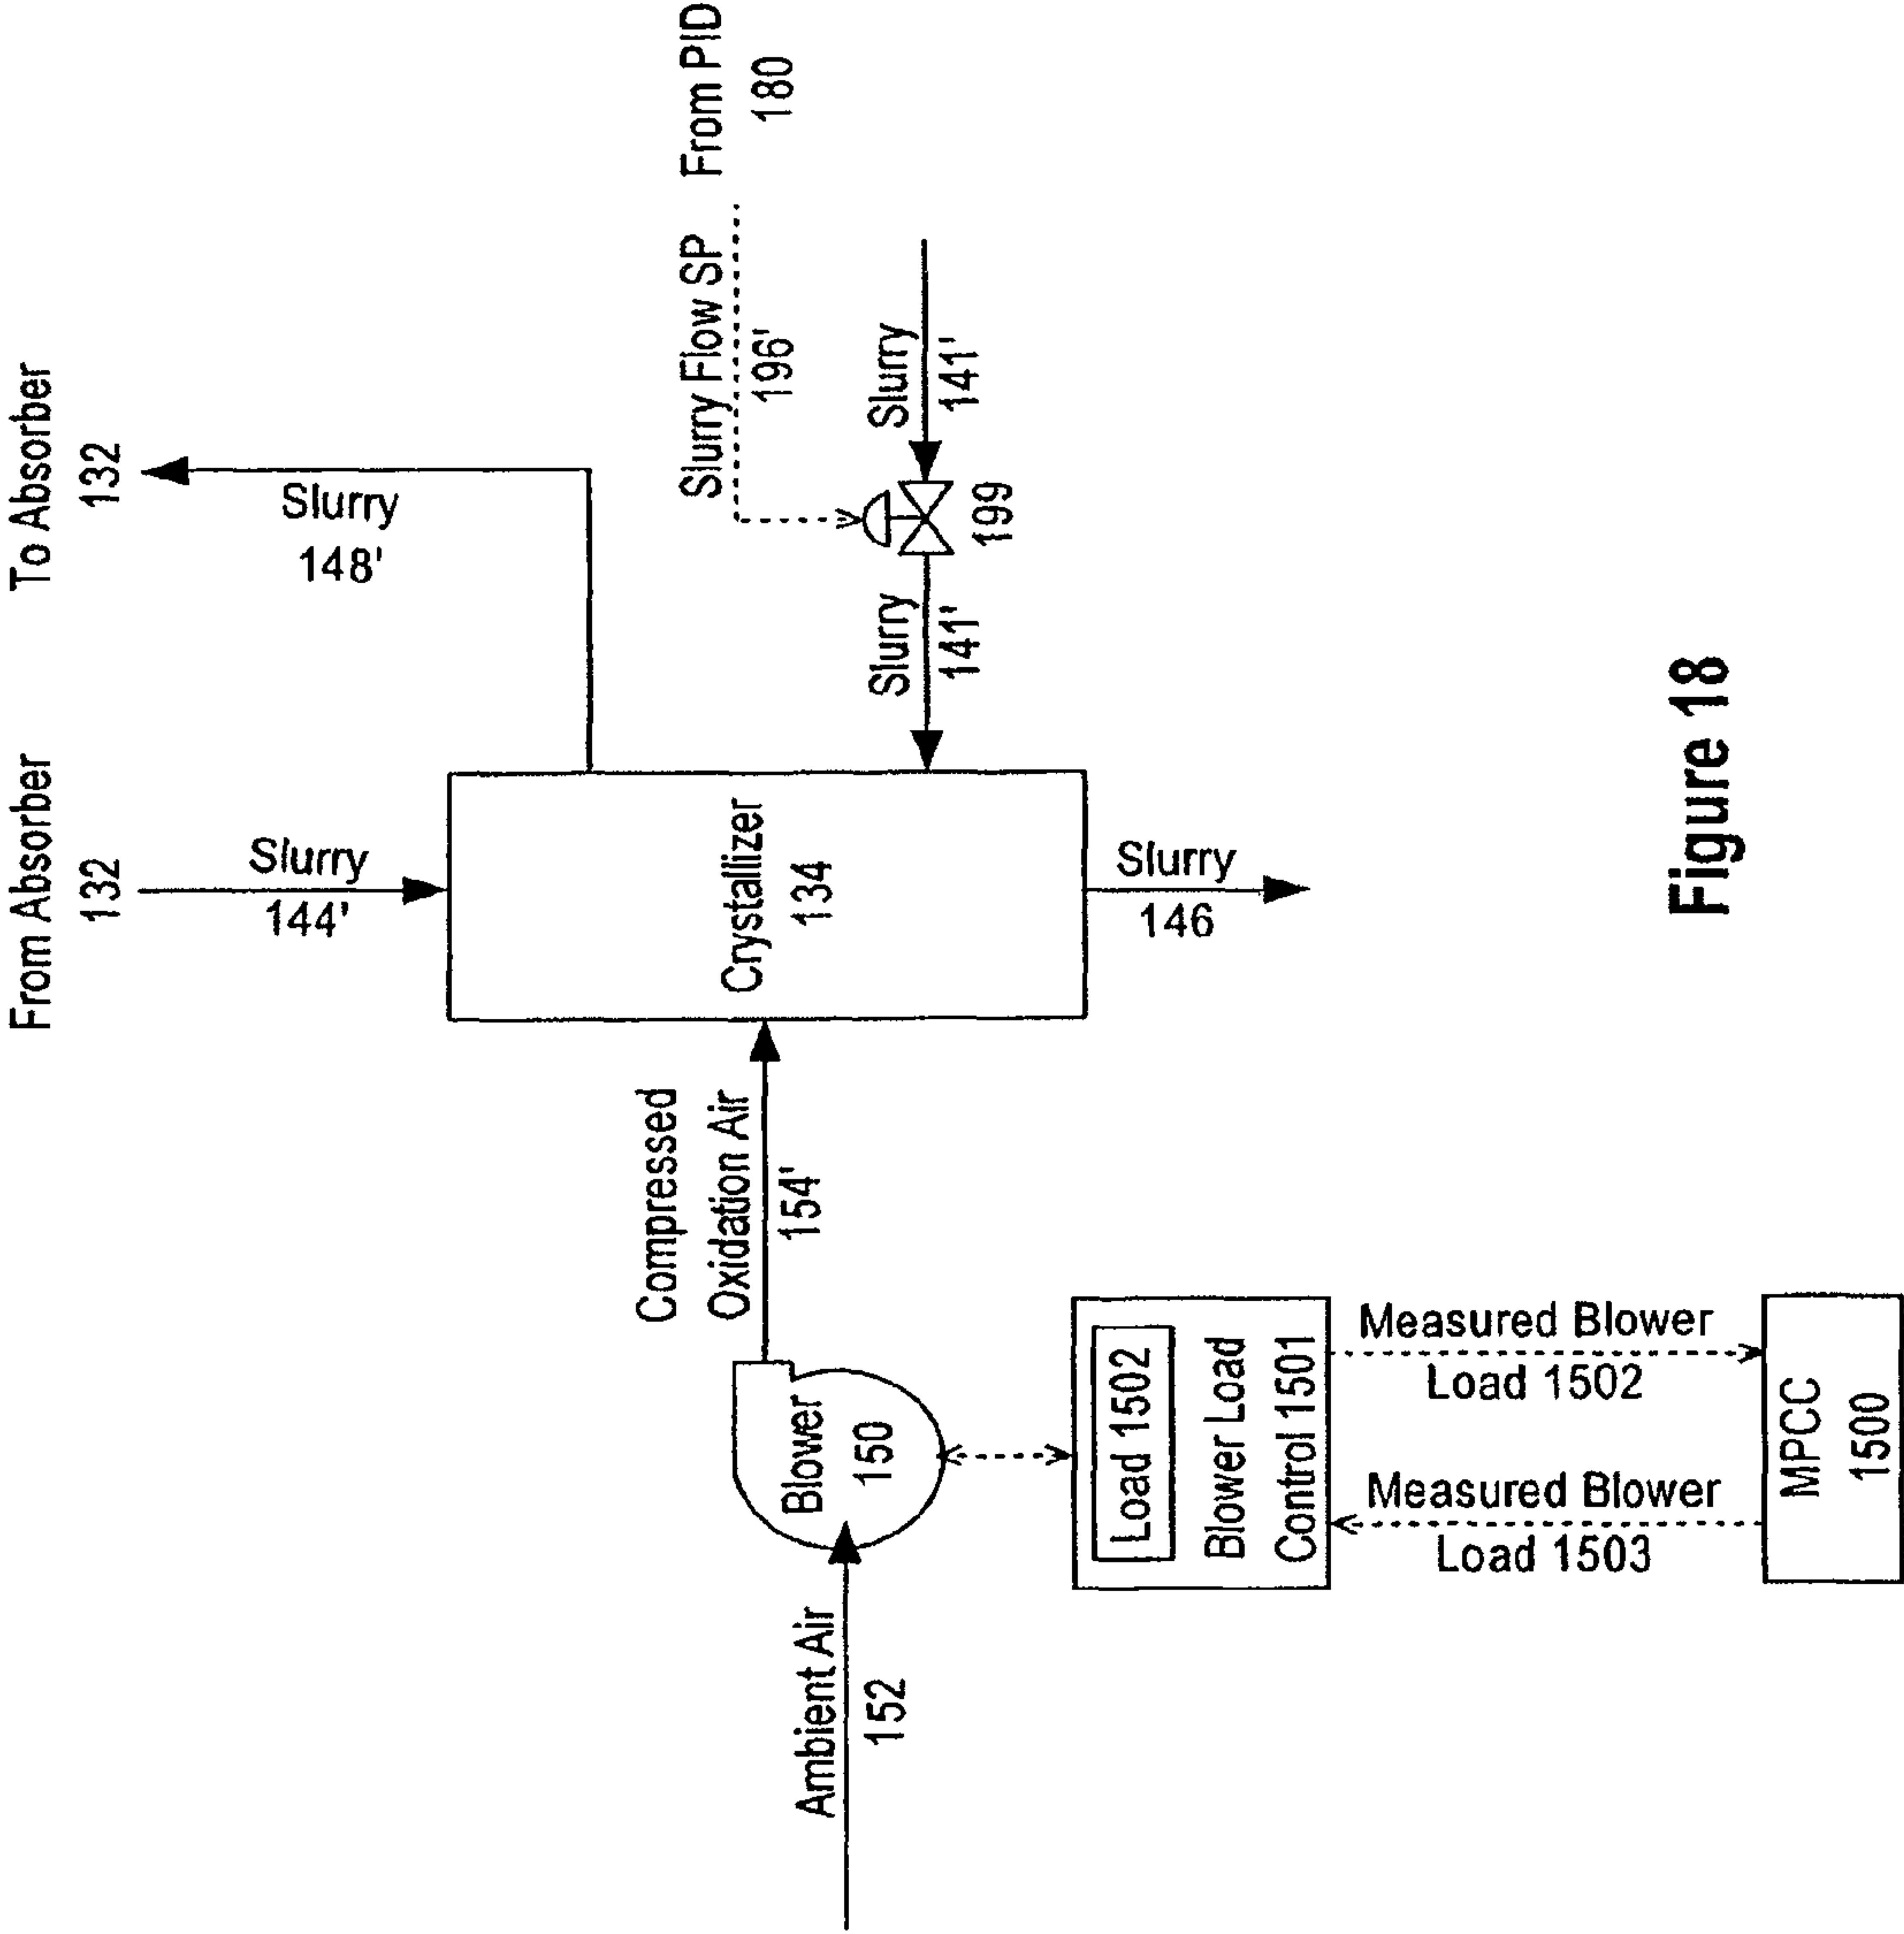 From Absorber
132
To Absorber
132
Slurry
144'
Slurry
148'
Slurry Flow SP
196'
From PID
180
Compressed
Oxidation Air
154'
Crystallizer
134
Slurry
141'
Slurry
141'
199
Ambient Air
152
Blower
150
Slurry
146
Load 1502
Blower Load
Control 1501
Measured Blower
Load 1503
Measured Blower
Load 1502
MPCC
1500
Figure 18